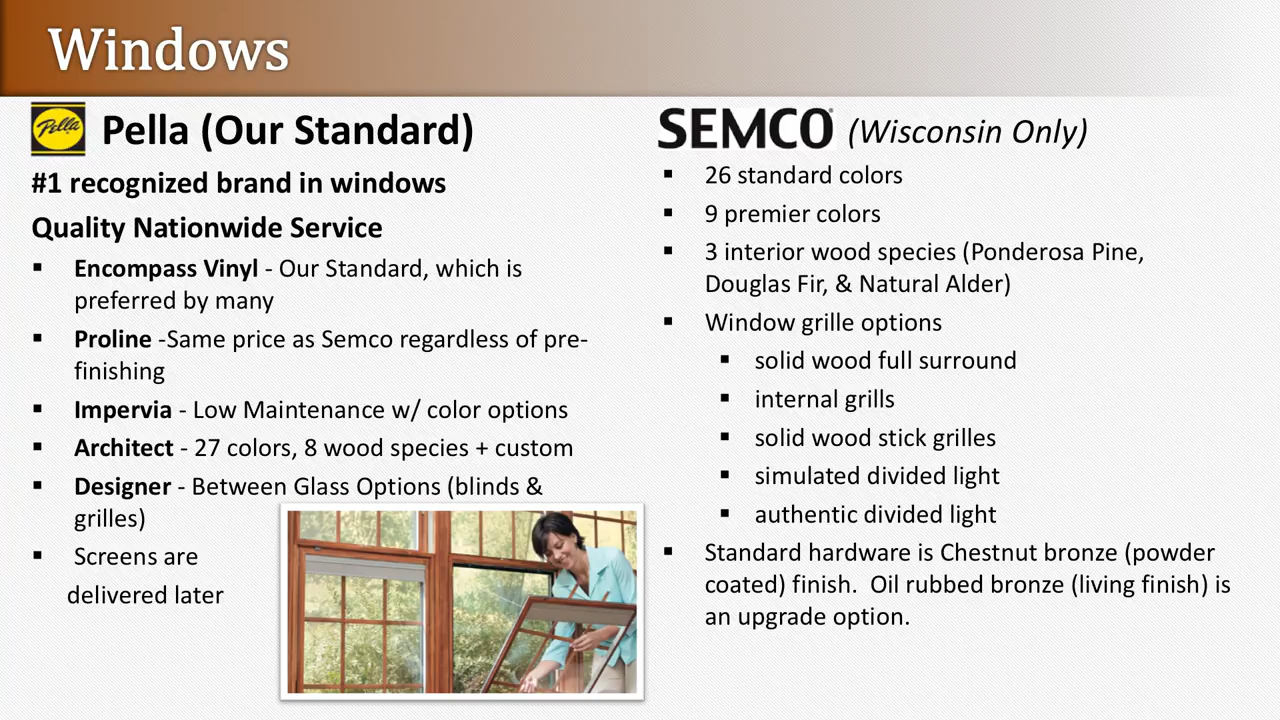 Windows
Pella
Pella (Our Standard)
#1 recognized brand in windows
Quality Nationwide Service
▪ Encompass Vinyl - Our Standard, which is
preferred by many
▪ Proline -Same price as Semco regardless of pre-
finishing
▪ Impervia - Low Maintenance w/ color options
▪ Architect - 27 colors, 8 wood species + custom
▪ Designer - Between Glass Options (blinds &
grilles)
▪ Screens are
delivered later
SEMCO® (Wisconsin Only)
▪ 26 standard colors
▪ 9 premier colors
▪ 3 interior wood species (Ponderosa Pine,
Douglas Fir, & Natural Alder)
▪ Window grille options
▪ solid wood full surround
▪ internal grills
▪ solid wood stick grilles
▪ simulated divided light
▪ authentic divided light
▪ Standard hardware is Chestnut bronze (powder
coated) finish.  Oil rubbed bronze (living finish) is
an upgrade option.